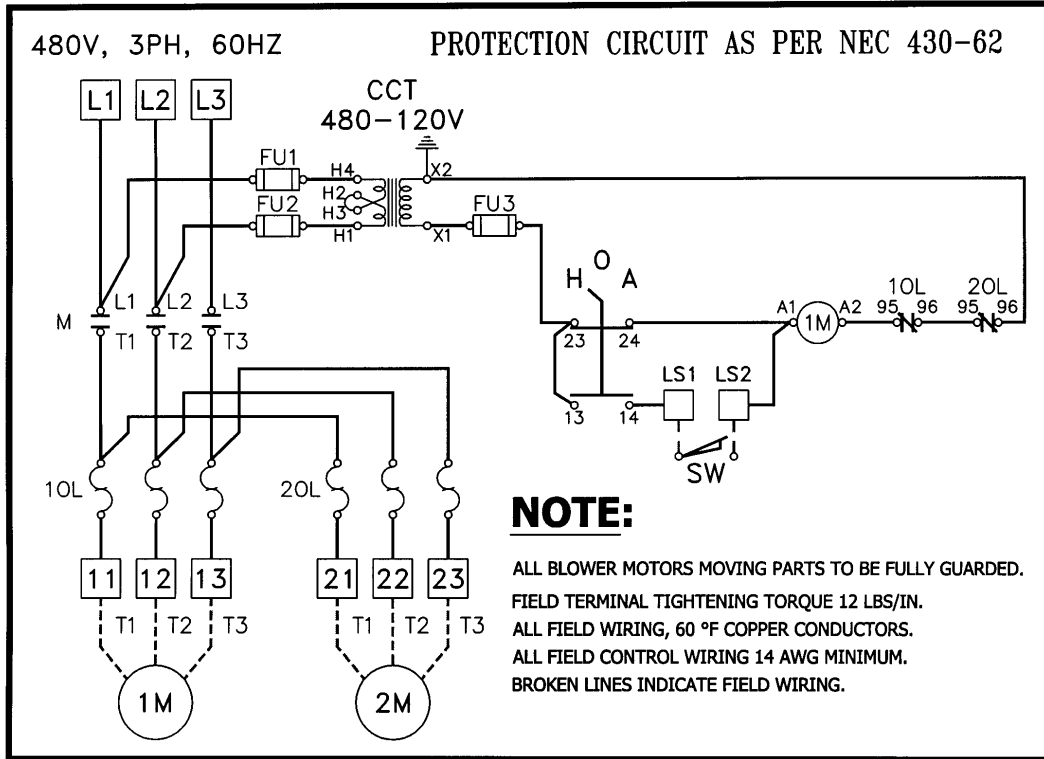 480V, 3PH, 60HZ
PROTECTION CIRCUIT AS PER NEC 430-62
L1 L2 L3
CCT
480-120V
FU1
H4
X2
H2
FU2
H3
FU3
H1
X1
H O A
L1 L2 L3
M
T1 T2 T3
1OL 2OL
A1 1M A2 95 96 95 96
23 24
LS1 LS2
13 14
SW
1OL 2OL
NOTE:
11 12 13 21 22 23
ALL BLOWER MOTORS MOVING PARTS TO BE FULLY GUARDED.
FIELD TERMINAL TIGHTENING TORQUE 12 LBS/IN.
T1 T2 T3 T1 T2 T3
ALL FIELD WIRING, 60 °F COPPER CONDUCTORS.
ALL FIELD CONTROL WIRING 14 AWG MINIMUM.
BROKEN LINES INDICATE FIELD WIRING.
1M 2M